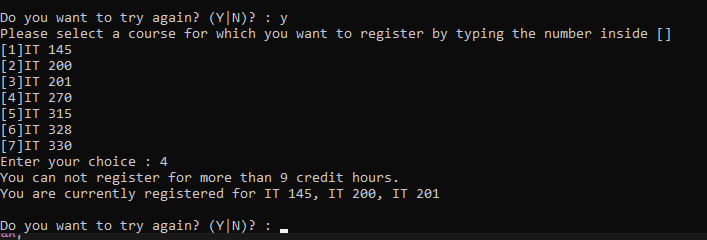 Do you want to try again? (Y|N)? : y
Please select a course for which you want to register by typing the number inside []
[1]IT 145
[2]IT 200
[3]IT 201
[4]IT 270
[5]IT 315
[6]IT 328
[7]IT 330
Enter your choice : 4
You can not register for more than 9 credit hours.
You are currently registered for IT 145, IT 200, IT 201
Do you want to try again? (Y|N)? :